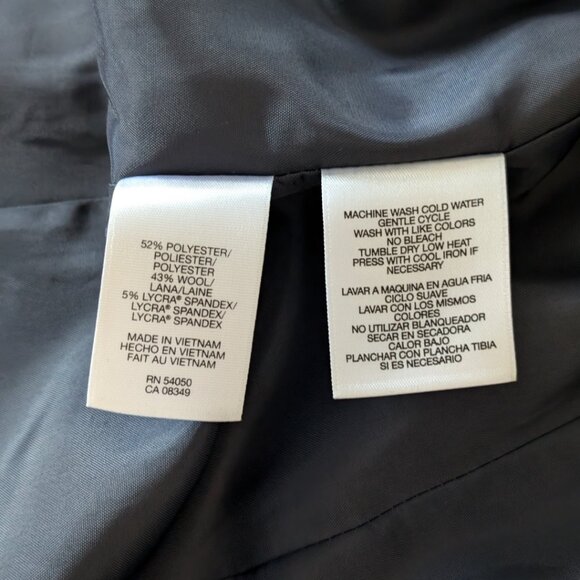 52% POLYESTER/
POLIESTER/
POLYESTER
43% WOOL/
LANA/LAINE
5% LYCRA® SPANDEX/
LYCRA® SPANDEX/
LYCRA® SPANDEX
MADE IN VIETNAM
HECHO EN VIETNAM
FAIT AU VIETNAM
RN 54050
CA 08349
MACHINE WASH COLD WATER
GENTLE CYCLE
WASH WITH LIKE COLORS
NO BLEACH
TUMBLE DRY LOW HEAT
PRESS WITH COOL IRON IF
NECESSARY
LAVAR A MAQUINA EN AGUA FRIA
CICLO SUAVE
LAVAR CON LOS MISMOS
COLORES
NO UTILIZAR BLANQUEADOR
SECAR EN SECADORA
CALOR BAJO
PLANCHAR CON PLANCHA TIBIA
SI ES NECESARIO